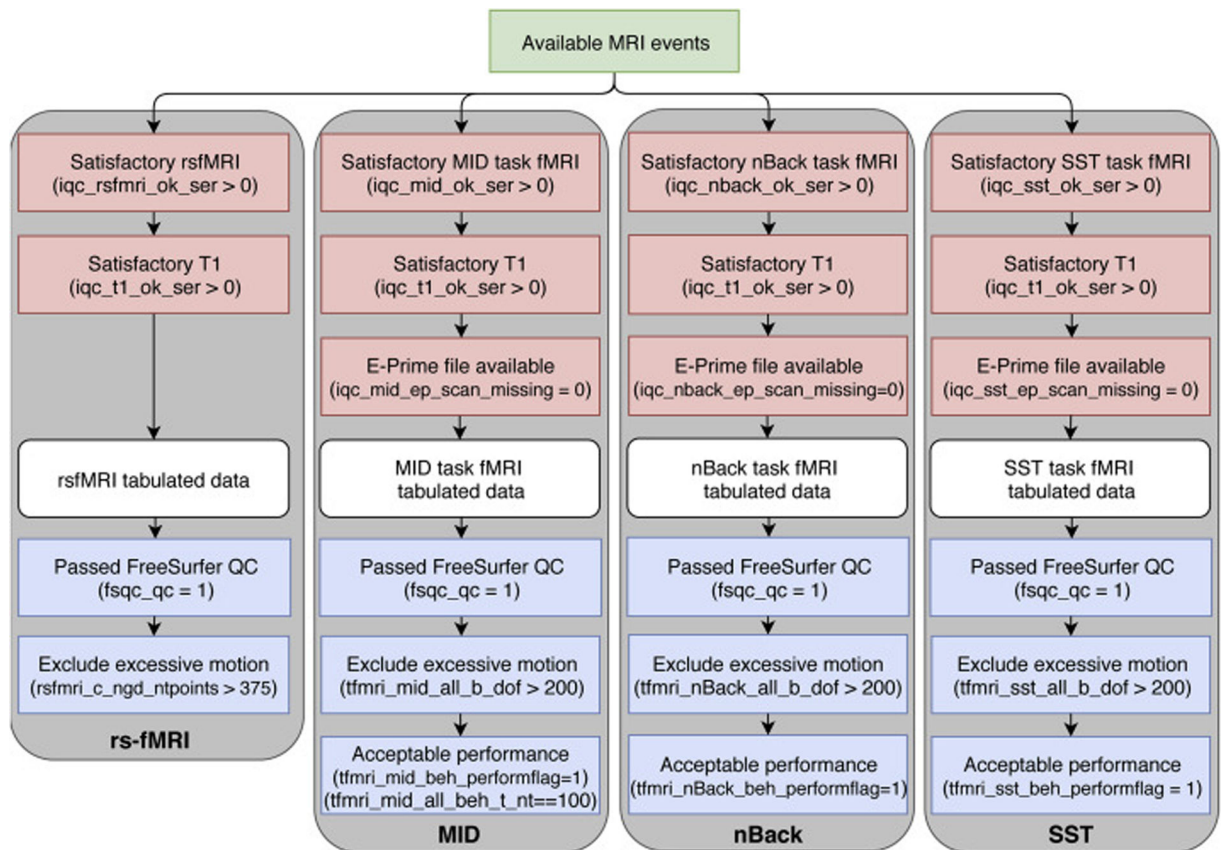 Available MRI events
Satisfactory rsfMRI
(iqc_rsfmri_ok_ser > 0)
Satisfactory T1
(iqc_t1_ok_ser > 0)
rsfMRI tabulated data
Passed FreeSurfer QC
(fsqc_qc = 1)
Exclude excessive motion
(rsfmri_c_ngd_ntpoints > 375)
rs-fMRI
Satisfactory MID task fMRI
(iqc_mid_ok_ser > 0)
Satisfactory T1
(iqc_t1_ok_ser > 0)
E-Prime file available
(iqc_mid_ep_scan_missing = 0)
MID task fMRI
tabulated data
Passed FreeSurfer QC
(fsqc_qc = 1)
Exclude excessive motion
(tfmri_mid_all_b_dof > 200)
Acceptable performance
(tfmri_mid_beh_performflag=1)
(tfmri_mid_all_beh_t_nt==100)
MID
Satisfactory nBack task fMRI
(iqc_nback_ok_ser > 0)
Satisfactory T1
(iqc_t1_ok_ser > 0)
E-Prime file available
(iqc_nback_ep_scan_missing=0)
nBack task fMRI
tabulated data
Passed FreeSurfer QC
(fsqc_qc = 1)
Exclude excessive motion
(tfmri_nBack_all_b_dof > 200)
Acceptable performance
(tfmri_nBack_beh_performflag=1)
nBack
Satisfactory SST task fMRI
(iqc_sst_ok_ser > 0)
Satisfactory T1
(iqc_t1_ok_ser > 0)
E-Prime file available
(iqc_sst_ep_scan_missing = 0)
SST task fMRI
tabulated data
Passed FreeSurfer QC
(fsqc_qc = 1)
Exclude excessive motion
(tfmri_sst_all_b_dof > 200)
Acceptable performance
(tfmri_sst_beh_performflag = 1)
SST